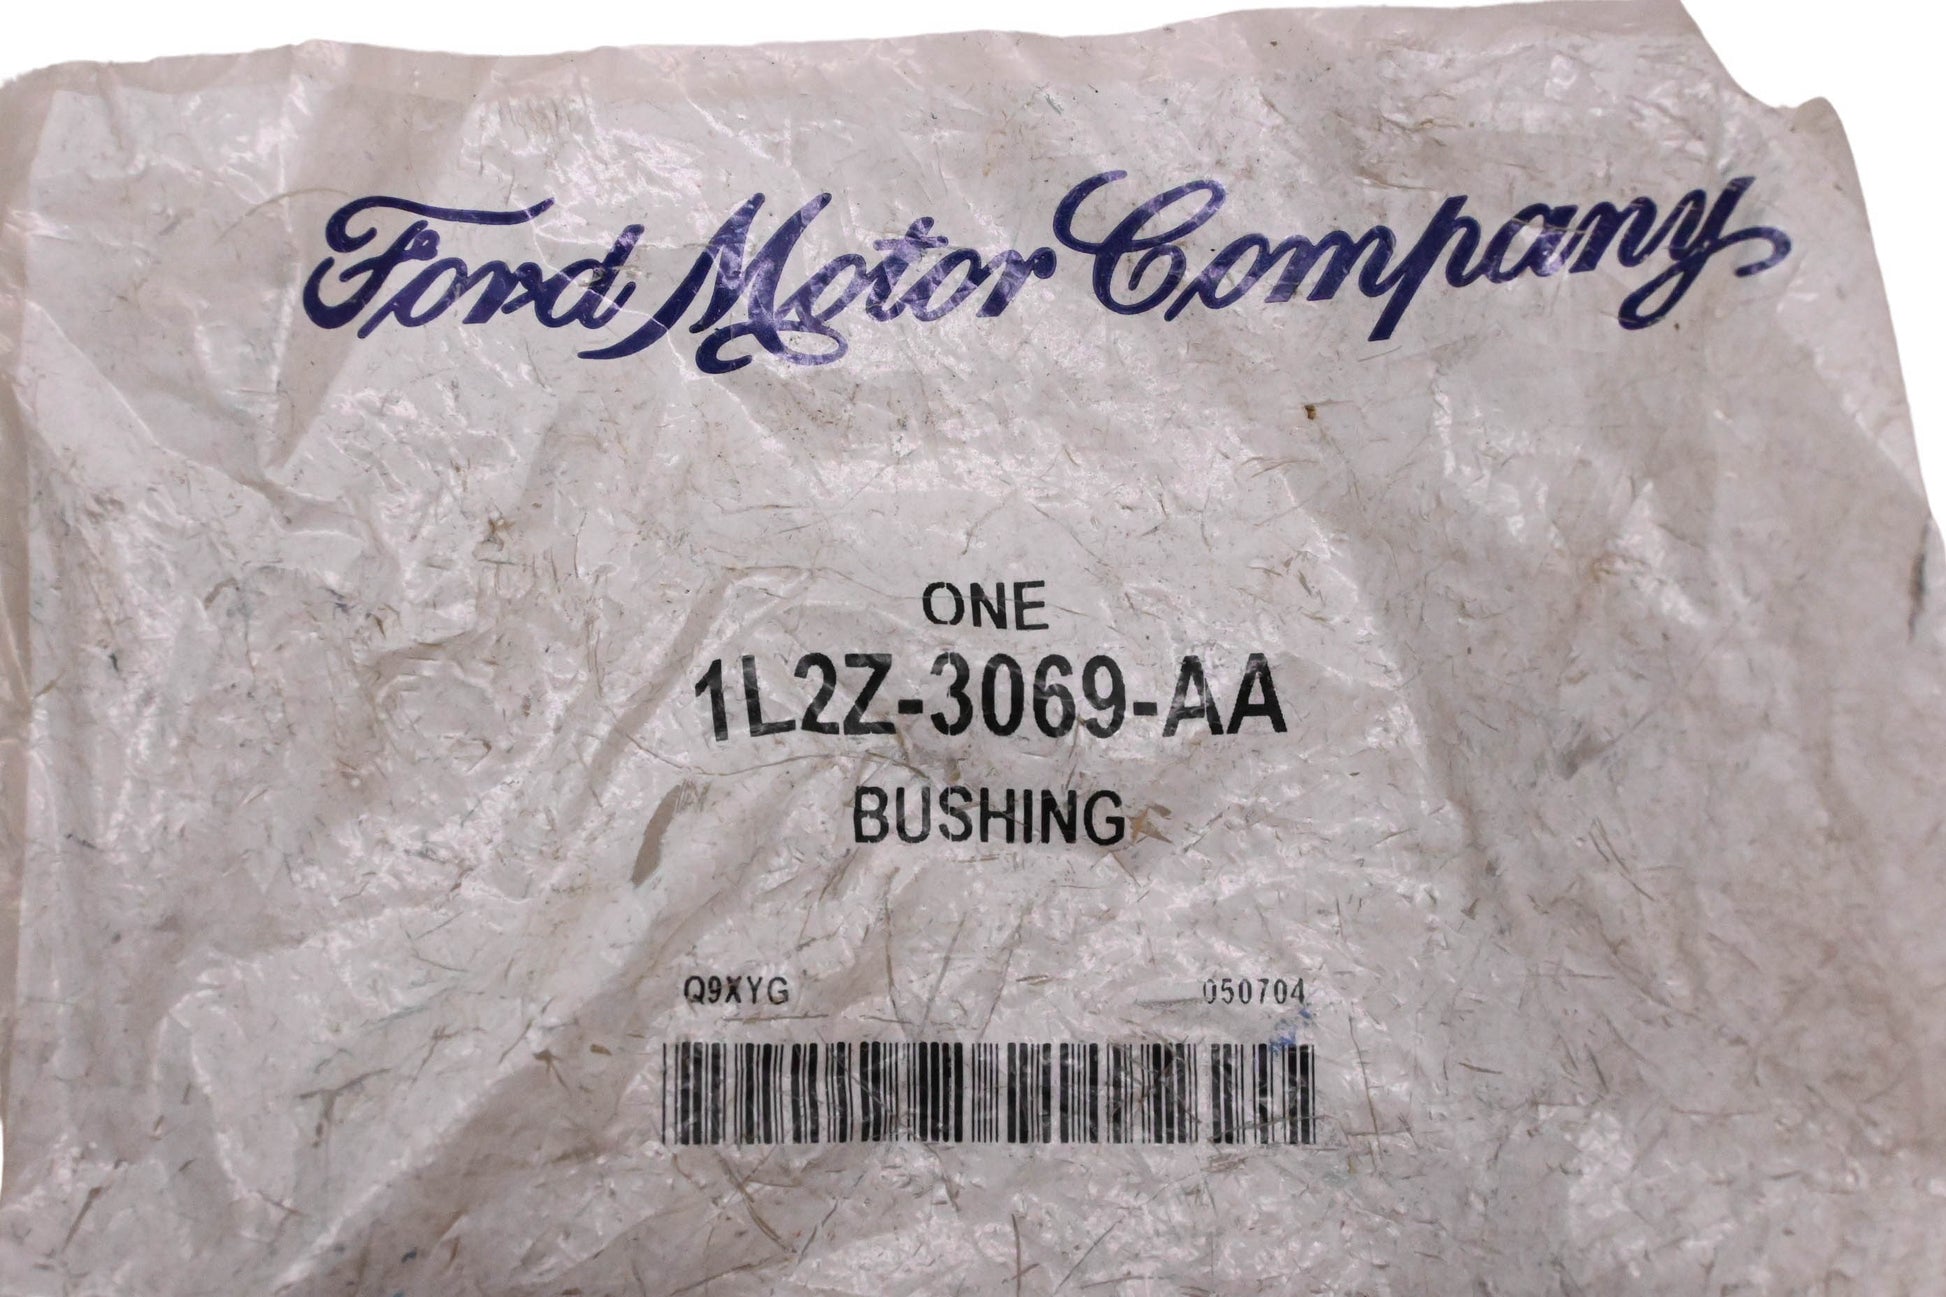 Ford Motor Company
ONE
1L2Z-3069-AA
BUSHING
Q9XYG 050704